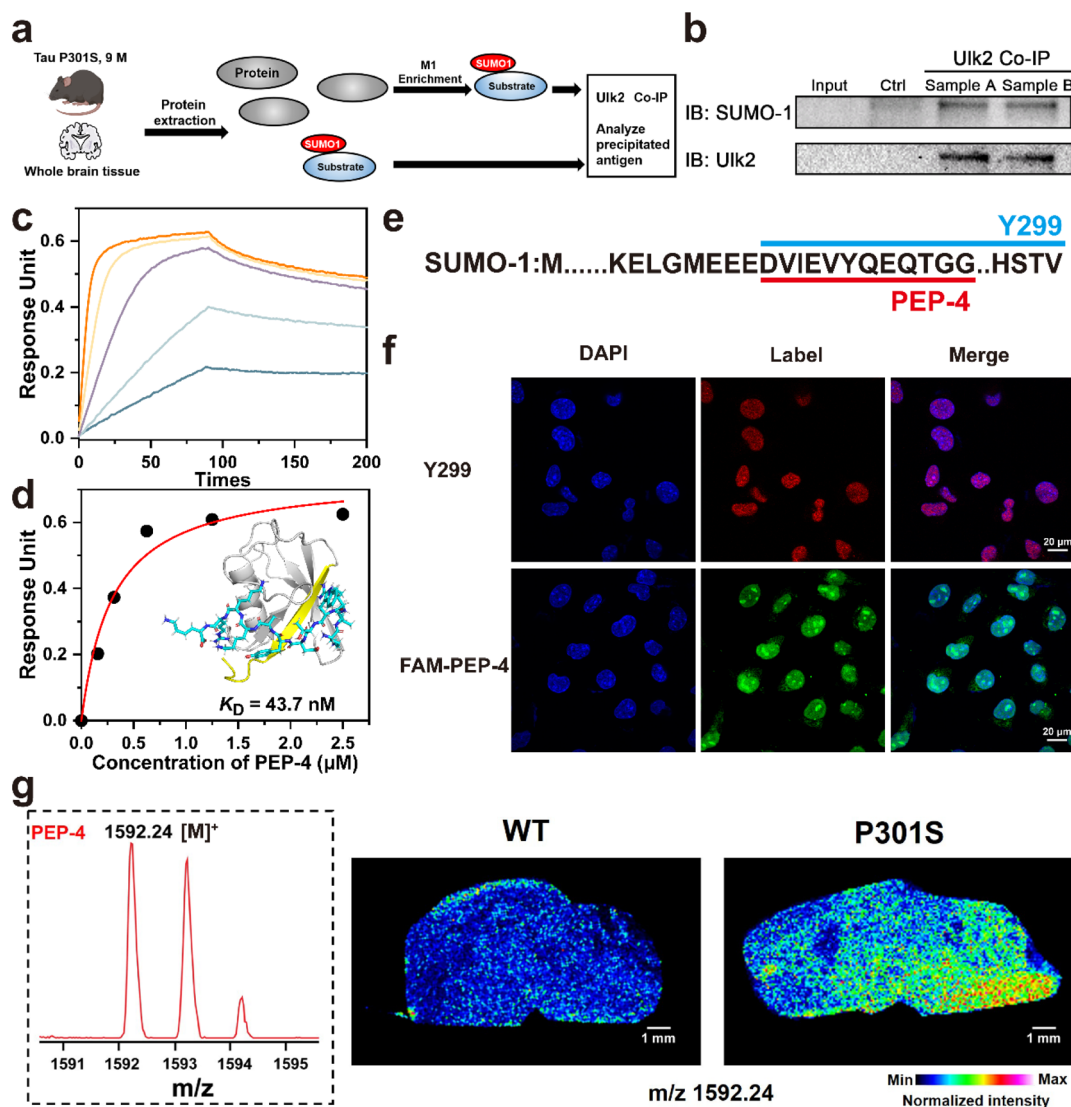 a
Tau P301S, 9 M
Whole brain tissue
Protein
extraction
Protein
SUMO1
Substrate
M1
Enrichment
SUMO1
Substrate
Ulk2 Co-IP
Analyze
precipitated
antigen
b
Ulk2 Co-IP
Input Ctrl Sample A Sample B
IB: SUMO-1
IB: Ulk2
c
Response Unit
0.6
0.4
0.2
0.0
0 50 100 150 200
Times
d
Response Unit
0.6
0.4
0.2
0.0
KD = 43.7 nM
0.0 0.5 1.0 1.5 2.0 2.5
Concentration of PEP-4 (μM)
e
Y299
SUMO-1:M......KELGMEEEDVIEVYQEQTGG..HSTV
PEP-4
f
DAPI Label Merge
Y299
20 μm
FAM-PEP-4
20 μm
g
PEP-4 1592.24 [M]+
1591 1592 1593 1594 1595
m/z
WT
1 mm
P301S
1 mm
m/z 1592.24
Min Max
Normalized intensity